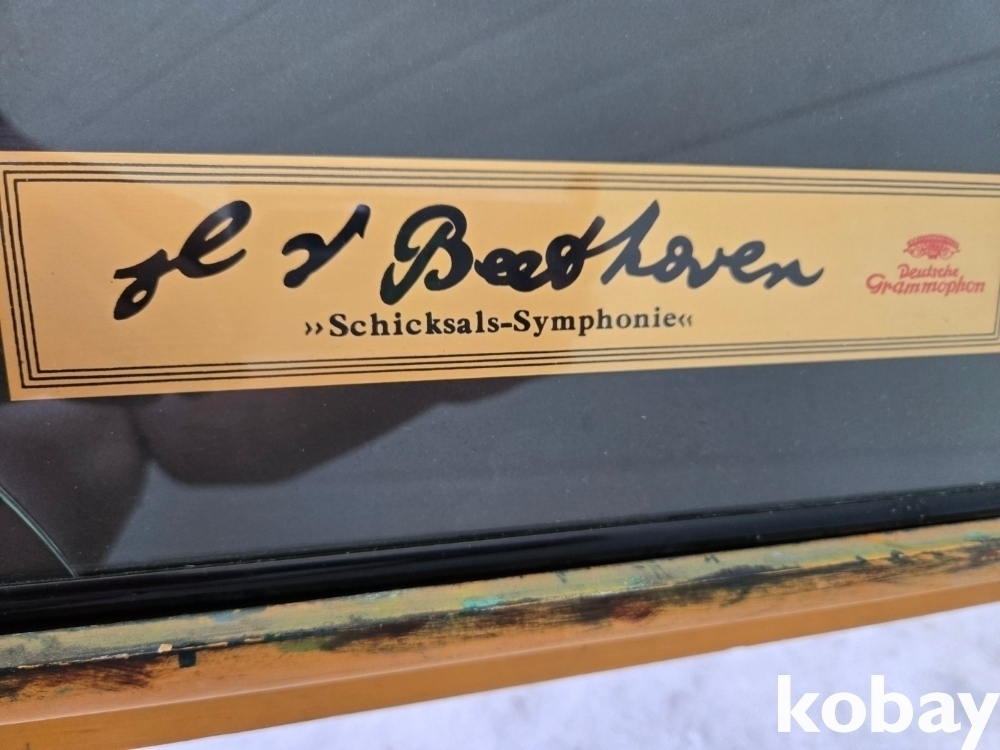 Beethoven
»Schicksals-Symphonie«
Deutsche
Grammophon
kobay